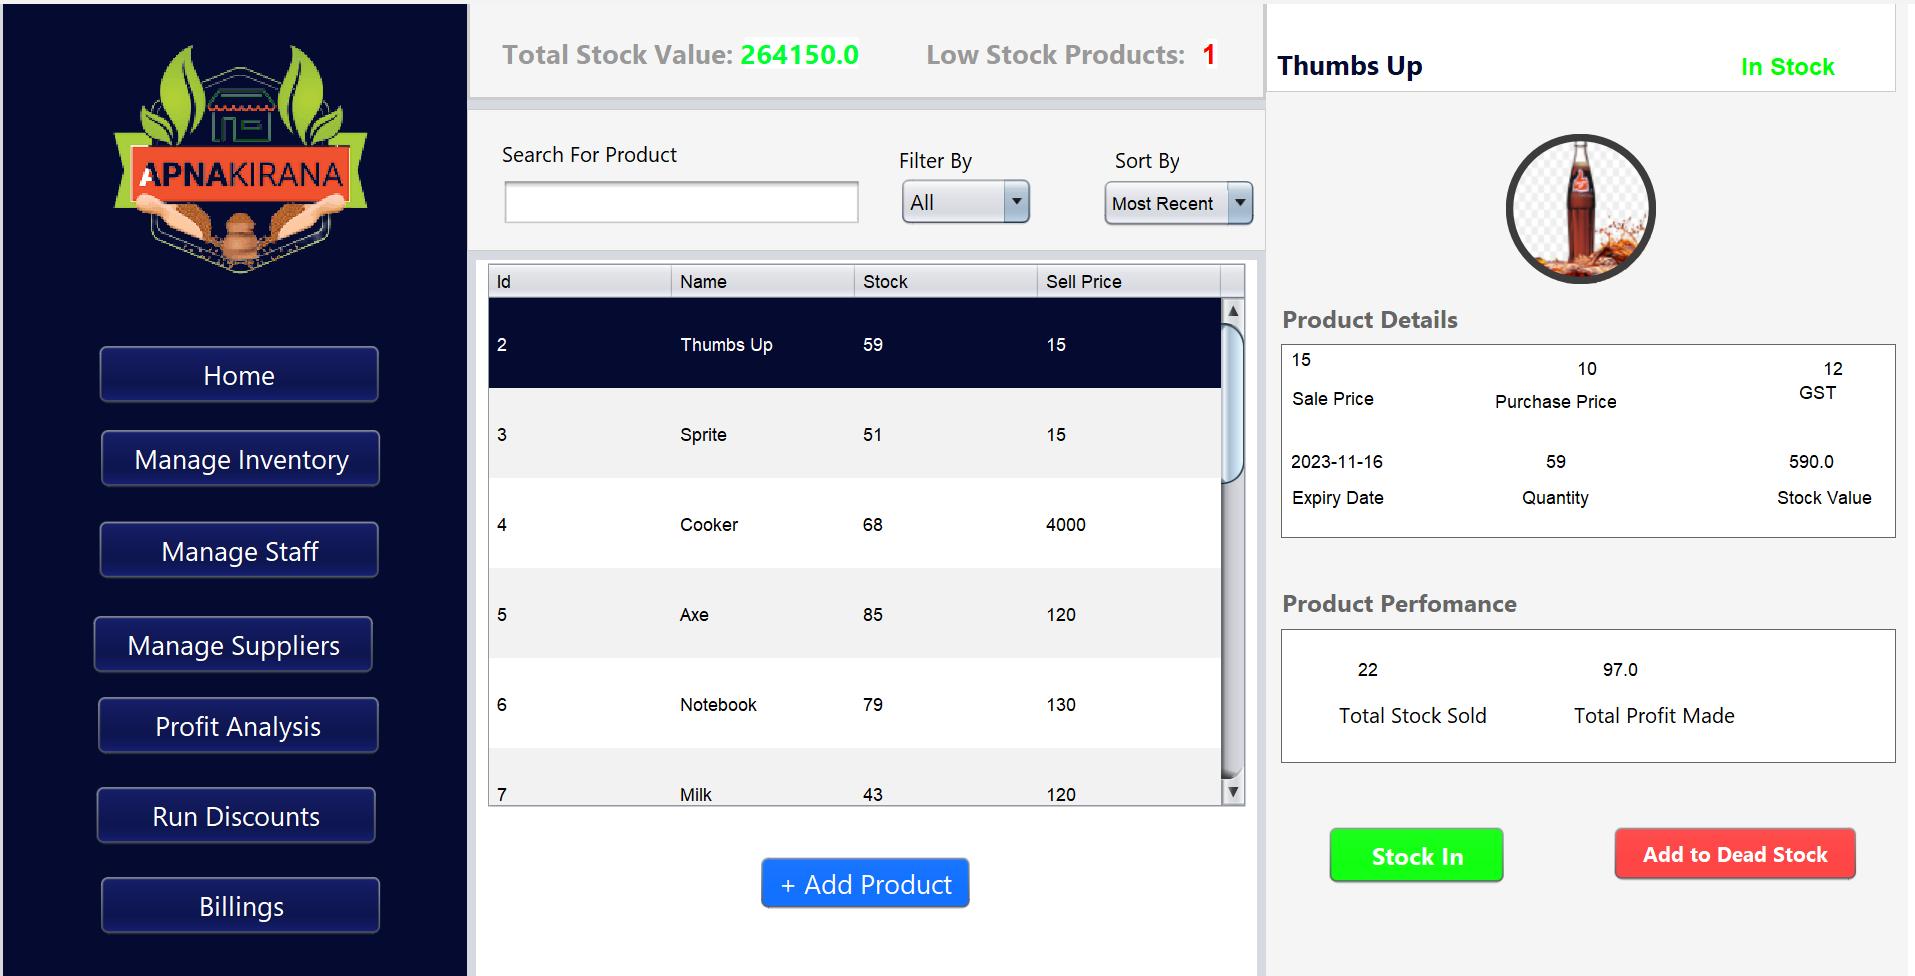 APNAKIRANA
Home
Manage Inventory
Manage Staff
Manage Suppliers
Profit Analysis
Run Discounts
Billings
Total Stock Value: 264150.0 Low Stock Products: 1
Search For Product Filter By Sort By
All Most Recent
Id Name Stock Sell Price
2 Thumbs Up 59 15
3 Sprite 51 15
4 Cooker 68 4000
5 Axe 85 120
6 Notebook 79 130
7 Milk 43 120
+ Add Product
Thumbs Up In Stock
Product Details
15 10 12
Sale Price Purchase Price GST
2023-11-16 59 590.0
Expiry Date Quantity Stock Value
Product Perfomance
22 97.0
Total Stock Sold Total Profit Made
Stock In Add to Dead Stock